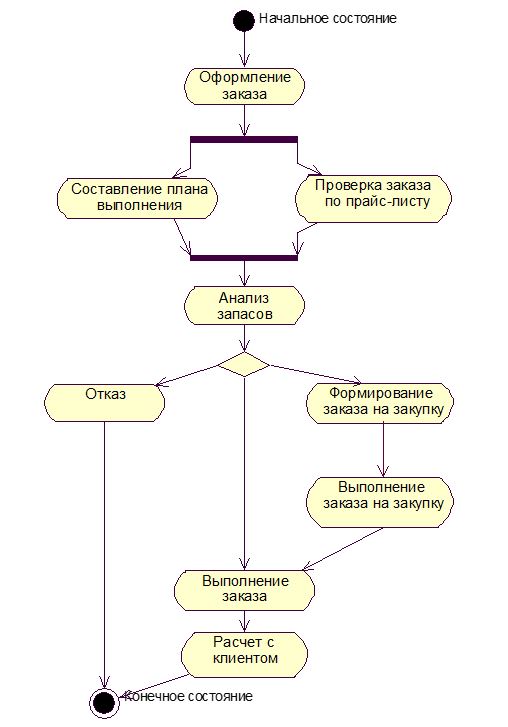 Начальное состояние
Оформление
заказа
Составление плана
выполнения
Проверка заказа
по прайс-листу
Анализ
запасов
Отказ
Формирование
заказа на закупку
Выполнение
заказа на закупку
Выполнение
заказа
Расчет с
клиентом
Конечное состояние